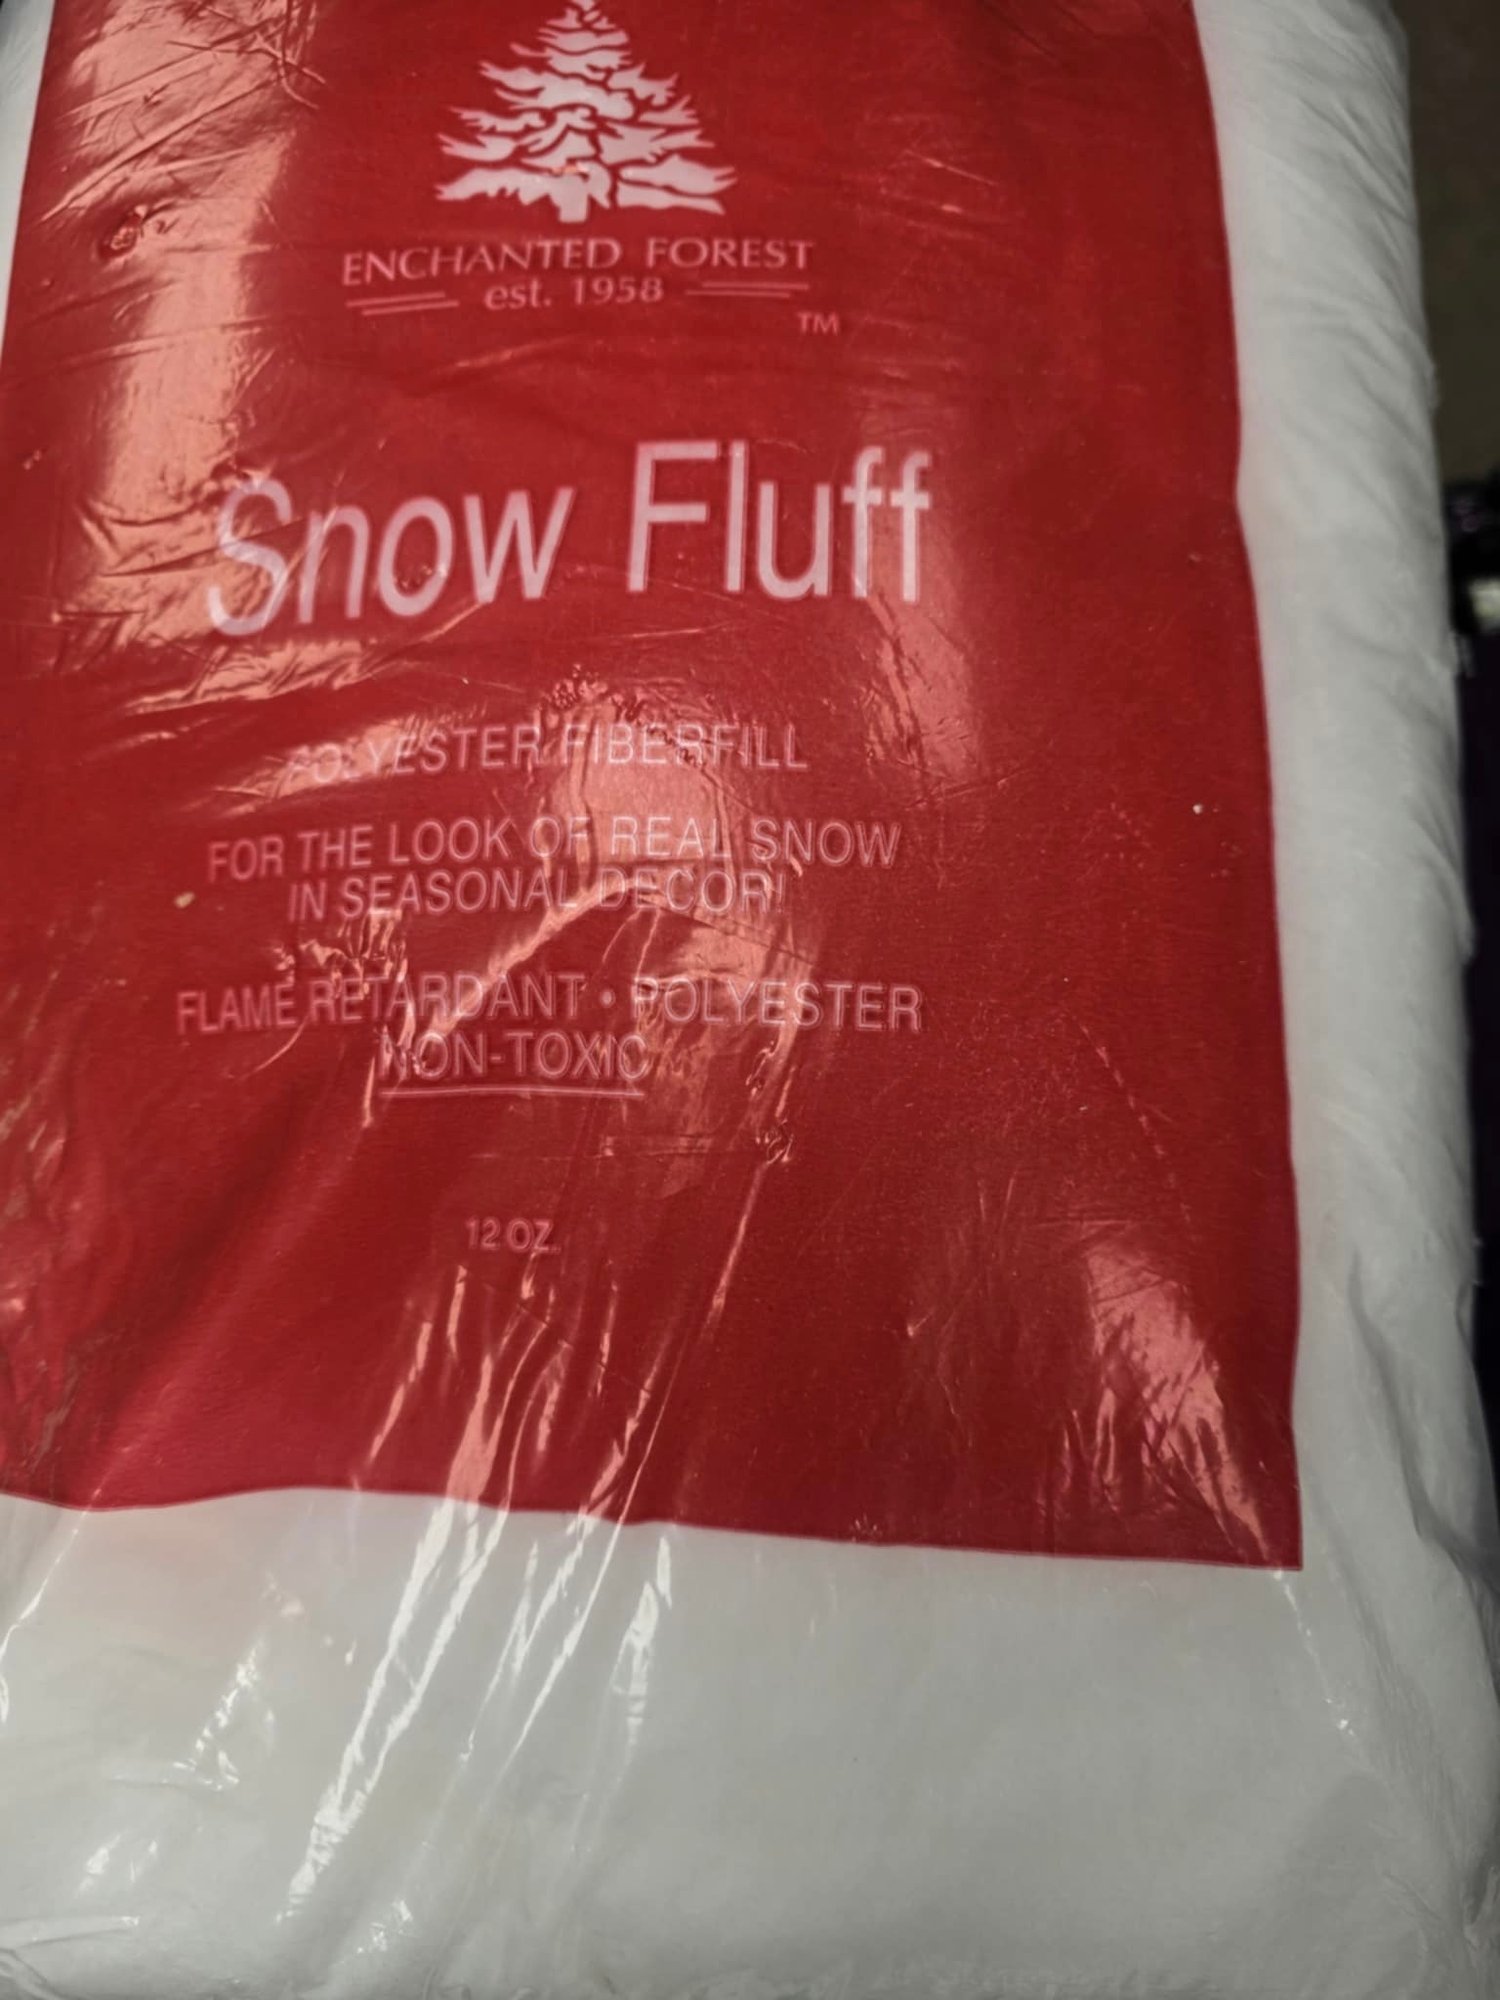 ENCHANTED FOREST
est. 1958
TM
Snow Fluff
POLYESTER FIBERFILL
FOR THE LOOK OF REAL SNOW
IN SEASONAL DECOR!
FLAME RETARDANT • POLYESTER
NON-TOXIC
12 OZ.